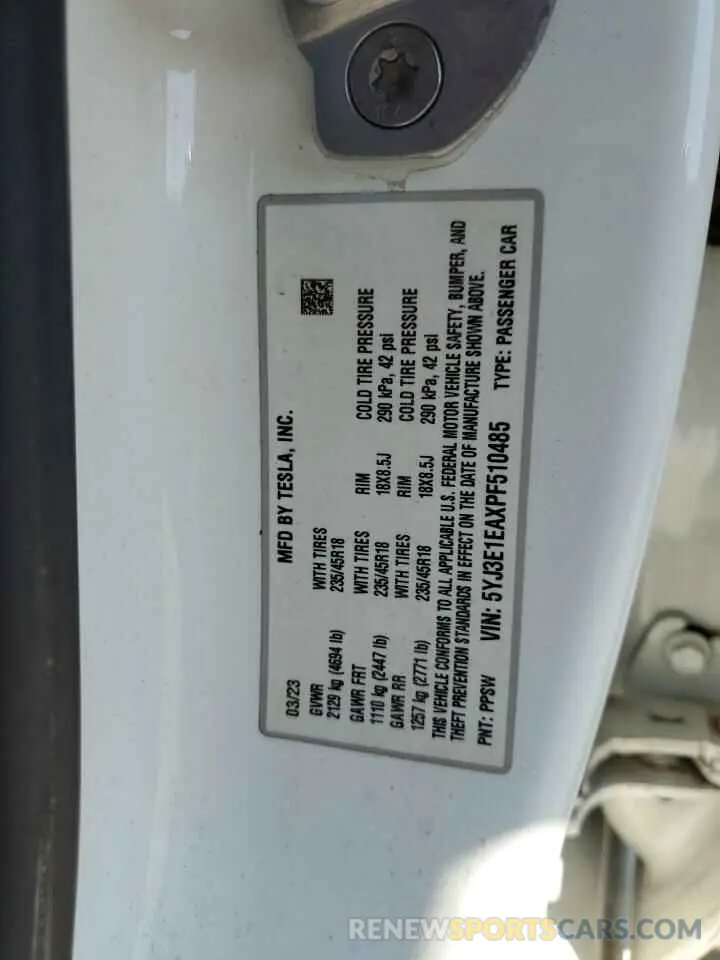 MFD BY TESLA, INC.
03/23
GVWR WITH TIRES
2129 kg (4694 lb) 235/45R18
GAWR FRT WITH TIRES RIM COLD TIRE PRESSURE
1110 kg (2447 lb) 235/45R18 18X8.5J 290 kPa, 42 psi
GAWR RR WITH TIRES RIM COLD TIRE PRESSURE
1257 kg (2771 lb) 235/45R18 18X8.5J 290 kPa, 42 psi
THIS VEHICLE CONFORMS TO ALL APPLICABLE U.S. FEDERAL MOTOR VEHICLE SAFETY, BUMPER, AND
THEFT PREVENTION STANDARDS IN EFFECT ON THE DATE OF MANUFACTURE SHOWN ABOVE.
PNT: PPSW VIN: 5YJ3E1EAXPF510485 TYPE: PASSENGER CAR
RENEWSPORTSCARS.COM